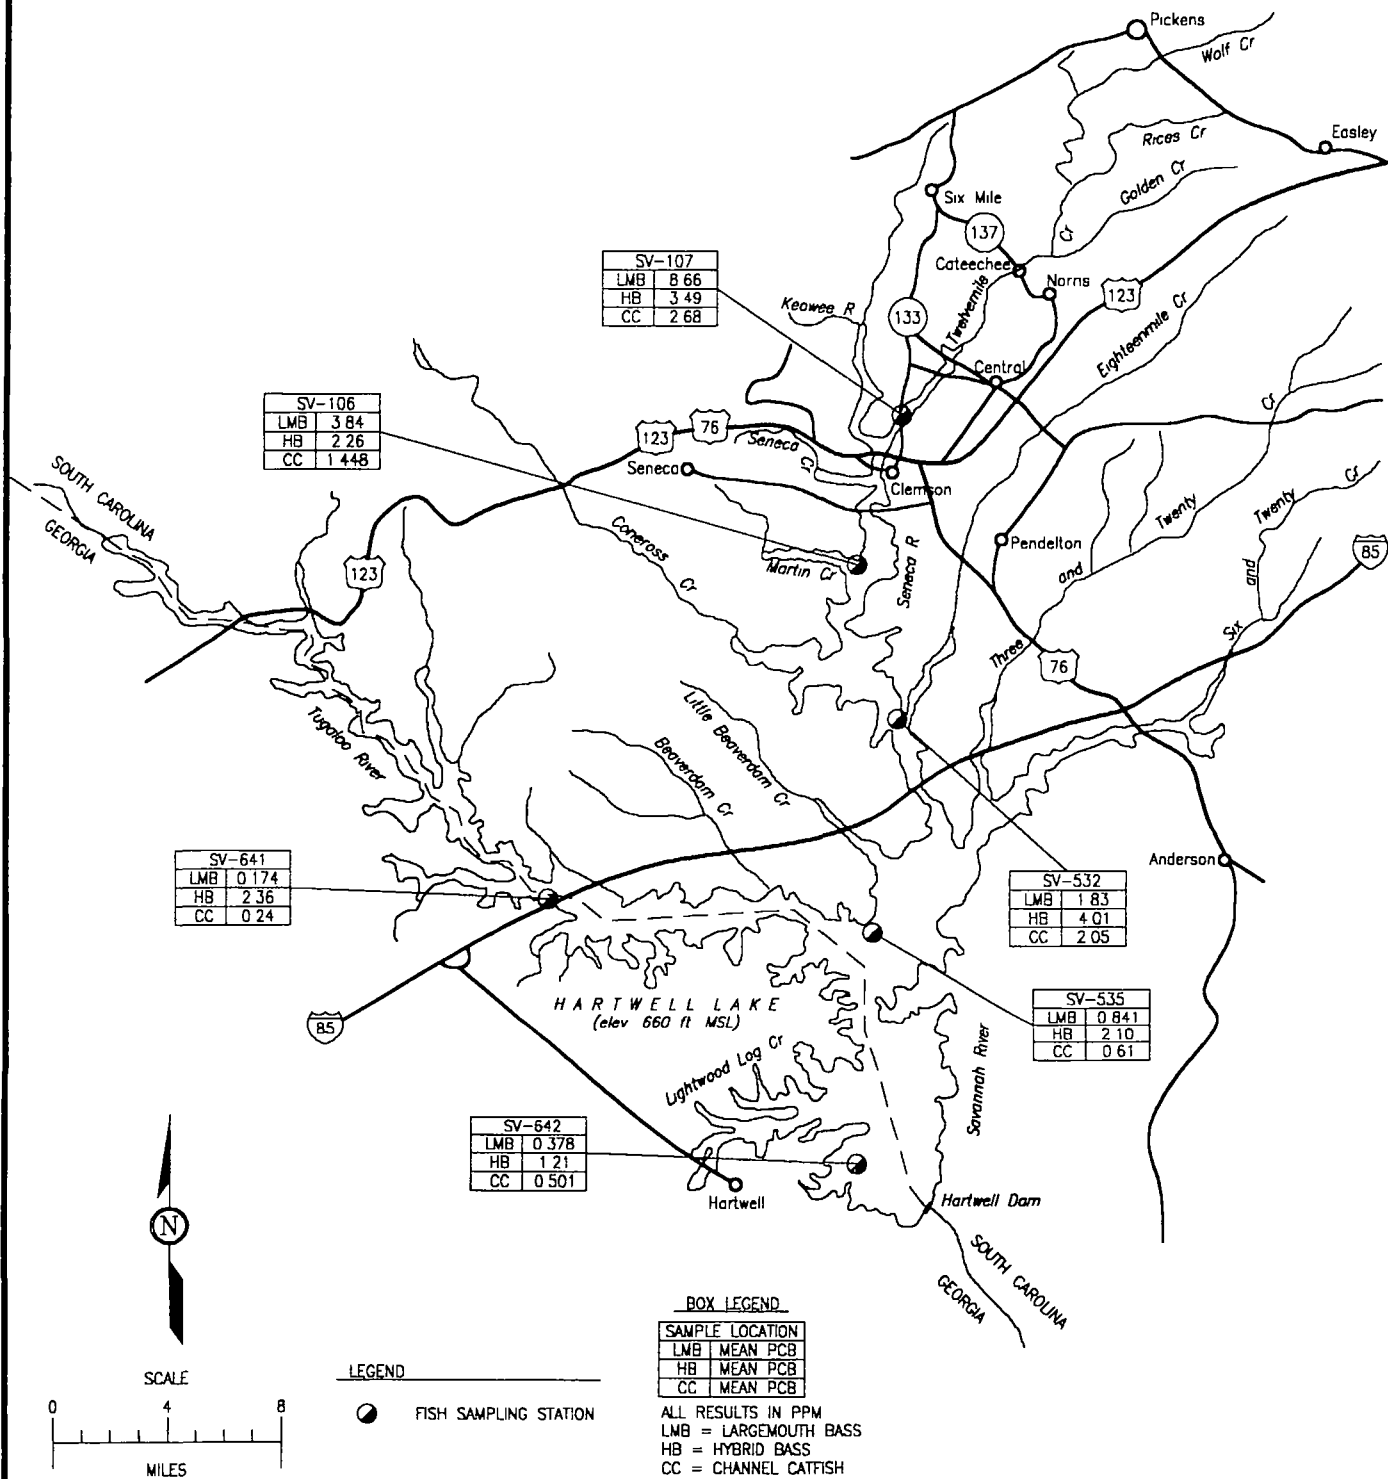 Pickens
Wolf Cr
Rices Cr
Easley
Golden Cr
Six Mile
137
Cr
Cateechee
Norris
123
Twelvemile
Eighteenmile Cr
133
Keowee R
Central
SV-107
LMB 8 66
HB 3 49
CC 2 68
SV-106
LMB 3 84
HB 2 26
CC 1 448
123
76
Seneca
Seneca Cr
Clemson
SOUTH CAROLINA
GEORGIA
123
Coneross Cr
Martin Cr
Seneca R
Pendelton
Three and Twenty Cr
Six and Twenty Cr
85
76
Tugaloo River
Little Beaverdam Cr
Beaverdam Cr
Anderson
SV-641
LMB 0 174
HB 2 36
CC 0 24
SV-532
LMB 1 83
HB 4 01
CC 2 05
SV-535
LMB 0 841
HB 2 10
CC 0 61
HARTWELL LAKE
(elev 660 ft MSL)
85
Lightwood Log Cr
Savannah River
SV-642
LMB 0 378
HB 1 21
CC 0 501
Hartwell
Hartwell Dam
SOUTH CAROLINA
GEORGIA
N
SCALE
0 4 8
MILES
LEGEND
FISH SAMPLING STATION
BOX LEGEND
SAMPLE LOCATION
LMB MEAN PCB
HB MEAN PCB
CC MEAN PCB
ALL RESULTS IN PPM
LMB = LARGEMOUTH BASS
HB = HYBRID BASS
CC = CHANNEL CATFISH